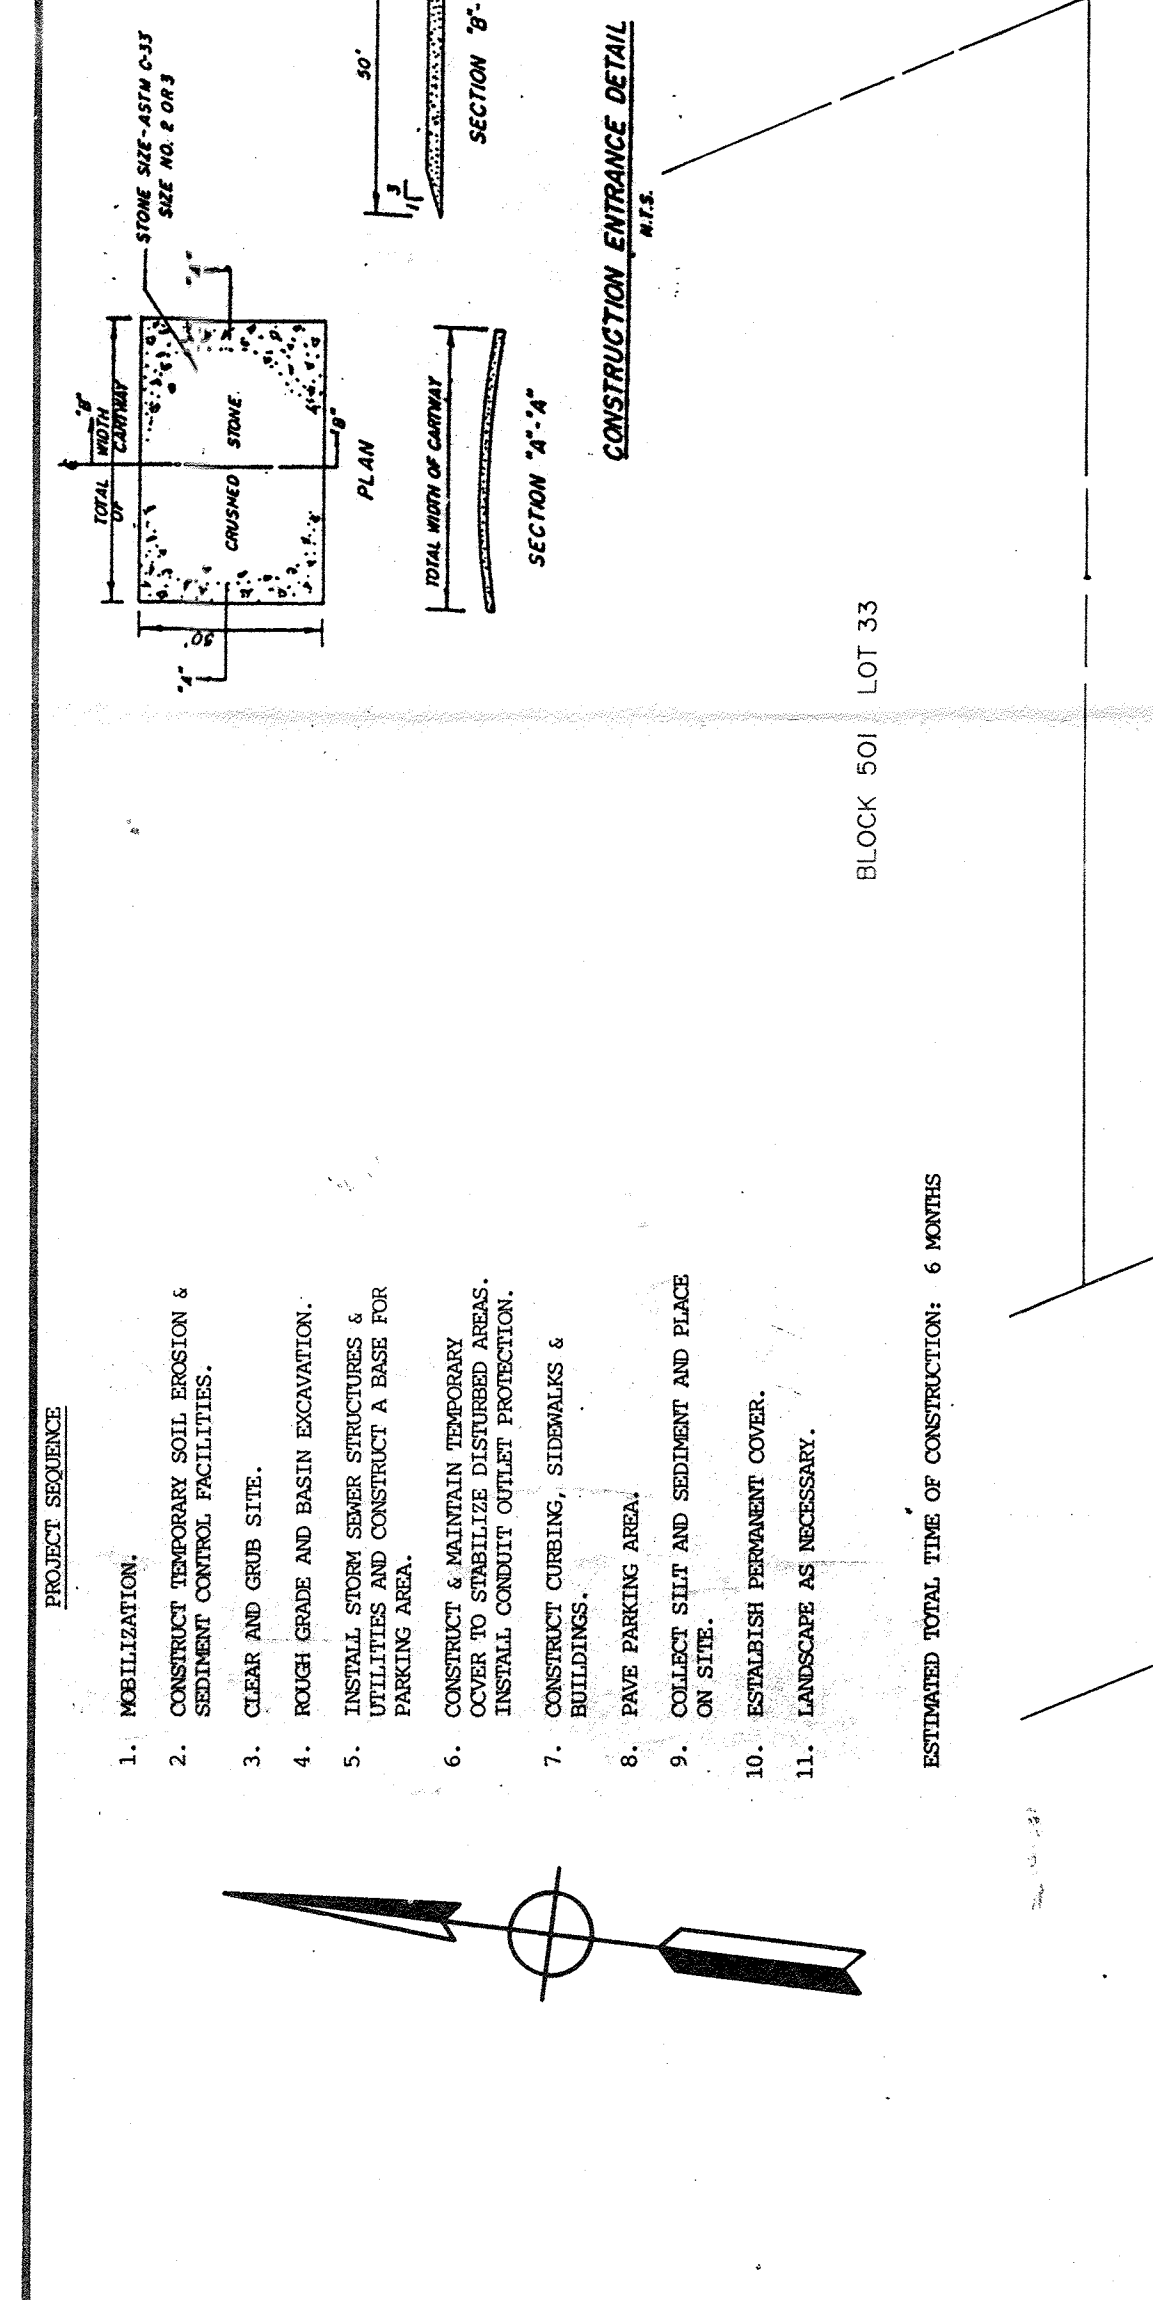 PROJECT SEQUENCE
1. MOBILIZATION.
2. CONSTRUCT TEMPORARY SOIL EROSION &
SEDIMENT CONTROL FACILITIES.
3. CLEAR AND GRUB SITE.
4. ROUGH GRADE AND BASIN EXCAVATION.
5. INSTALL STORM SEWER STRUCTURES &
UTILITIES AND CONSTRUCT A BASE FOR
PARKING AREA.
6. CONSTRUCT & MAINTAIN TEMPORARY
OCVER TO STABILIZE DISTURBED AREAS.
INSTALL CONDUIT OUTLET PROTECTION.
7. CONSTRUCT CURBING, SIDEWALKS &
BUILDINGS.
8. PAVE PARKING AREA.
9. COLLECT SILT AND SEDIMENT AND PLACE
ON SITE.
10. ESTALBISH PERMANENT COVER.
11. LANDSCAPE AS NECESSARY.
ESTIMATED TOTAL TIME OF CONSTRUCTION: 6 MONTHS
BLOCK 501 LOT 33
"B"
TOTAL WIDTH
OF CARTWAY
STONE SIZE-ASTM C-33
SIZE NO. 2 OR 3
"A"
"A"
50'
CRUSHED STONE
"B"
PLAN
TOTAL WIDTH OF CARTWAY
SECTION "A"-"A"
50'
3
1
SECTION "B"-
CONSTRUCTION ENTRANCE DETAIL
N.T.S.